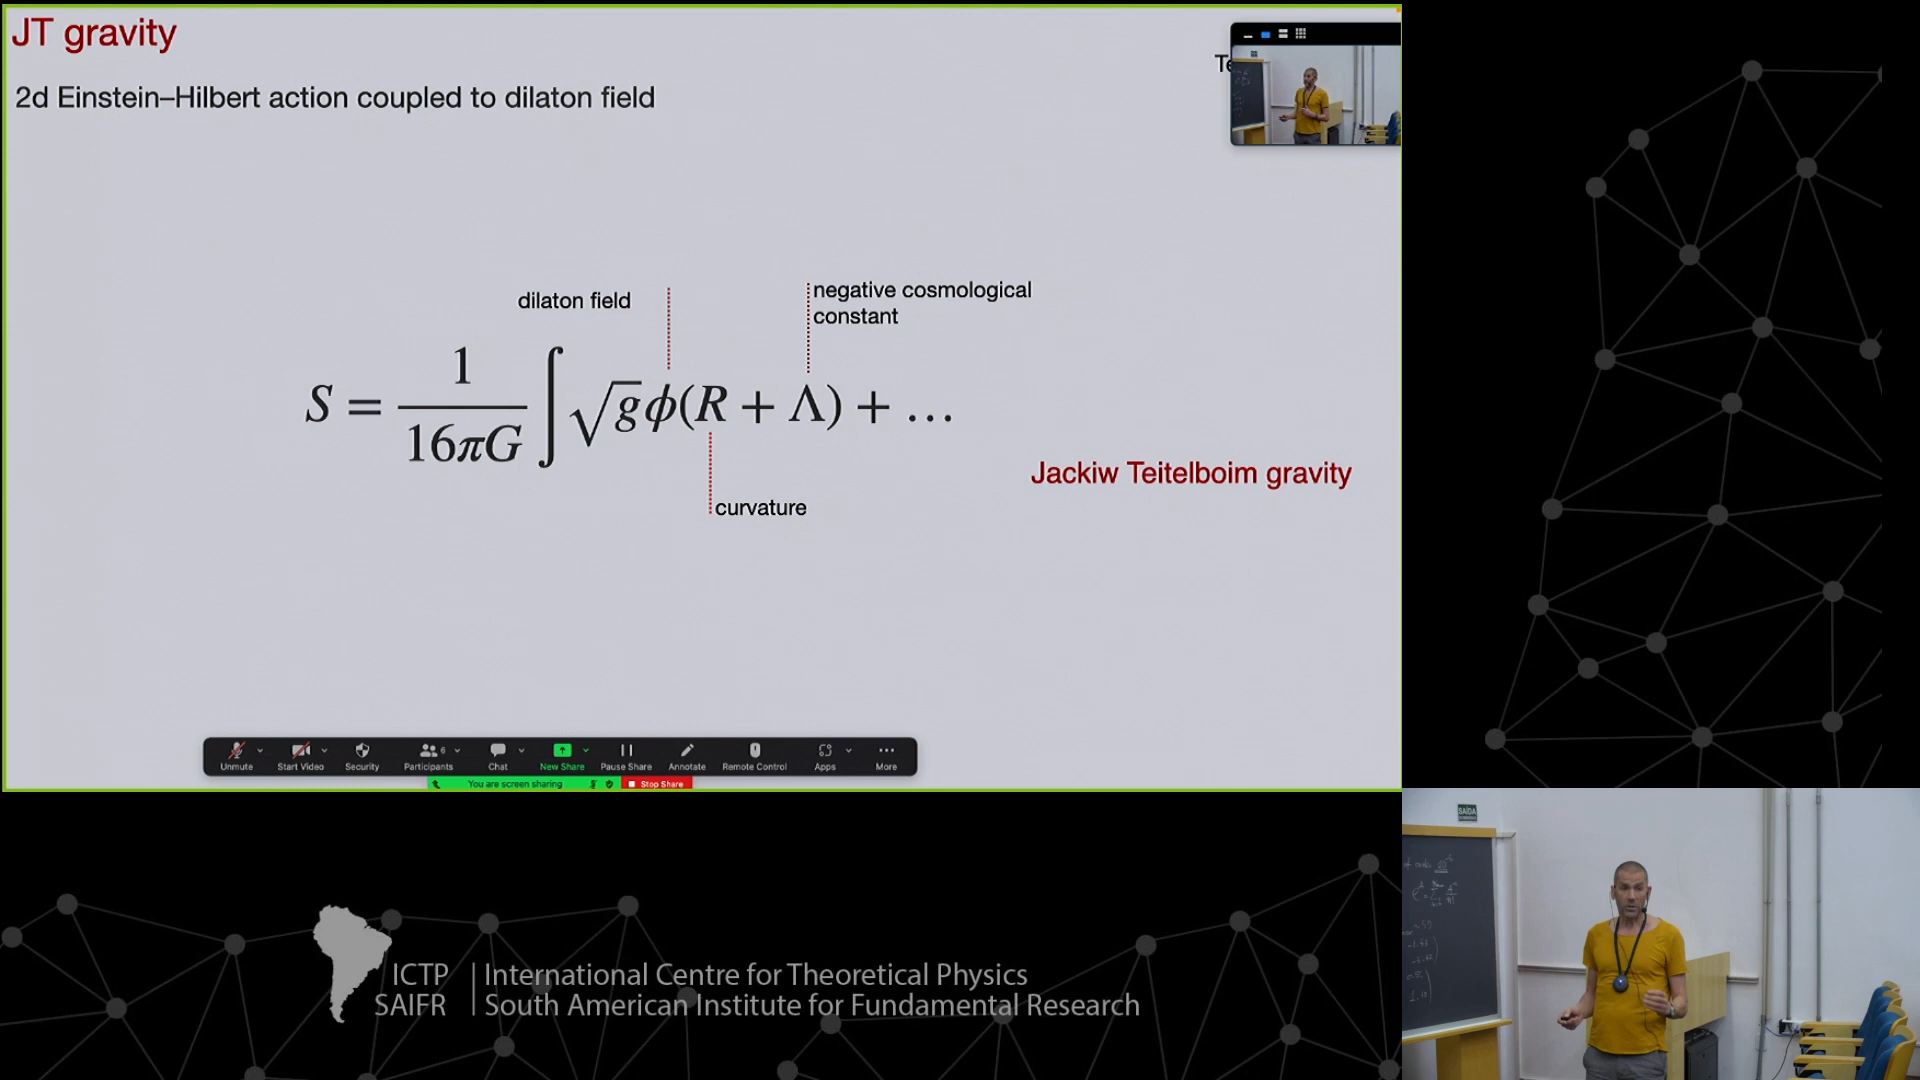 JT gravity
2d Einstein–Hilbert action coupled to dilaton field
dilaton field
negative cosmological
constant
S = 1/16πG ∫ √g ϕ(R + Λ) + …
Jackiw Teitelboim gravity
curvature
Unmute
Start Video
Security
6
Participants
Chat
New Share
Pause Share
Annotate
Remote Control
Apps
More
You are screen sharing
Stop Share
ICTP | International Centre for Theoretical Physics
SAIFR | South American Institute for Fundamental Research
SAÍDA